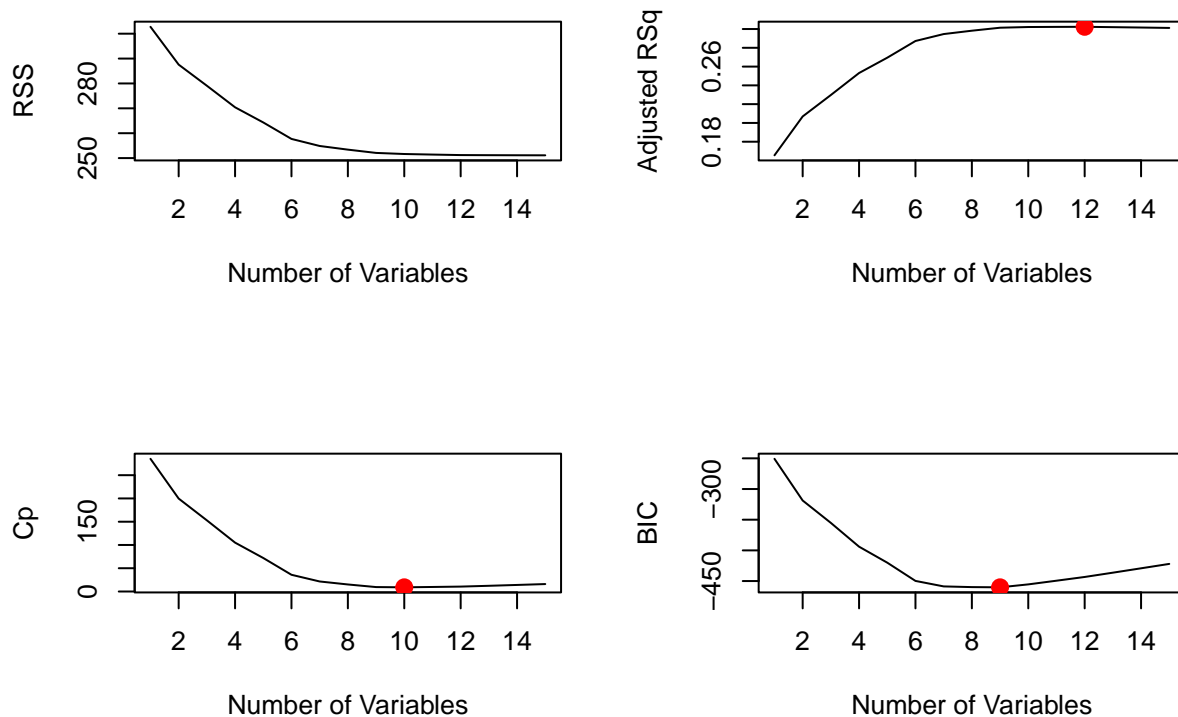 RSS
250 280
2 4 6 8 10 12 14
Number of Variables
Adjusted RSq
0.18 0.26
2 4 6 8 10 12 14
Number of Variables
Cp
0 150
2 4 6 8 10 12 14
Number of Variables
BIC
−450 −300
2 4 6 8 10 12 14
Number of Variables